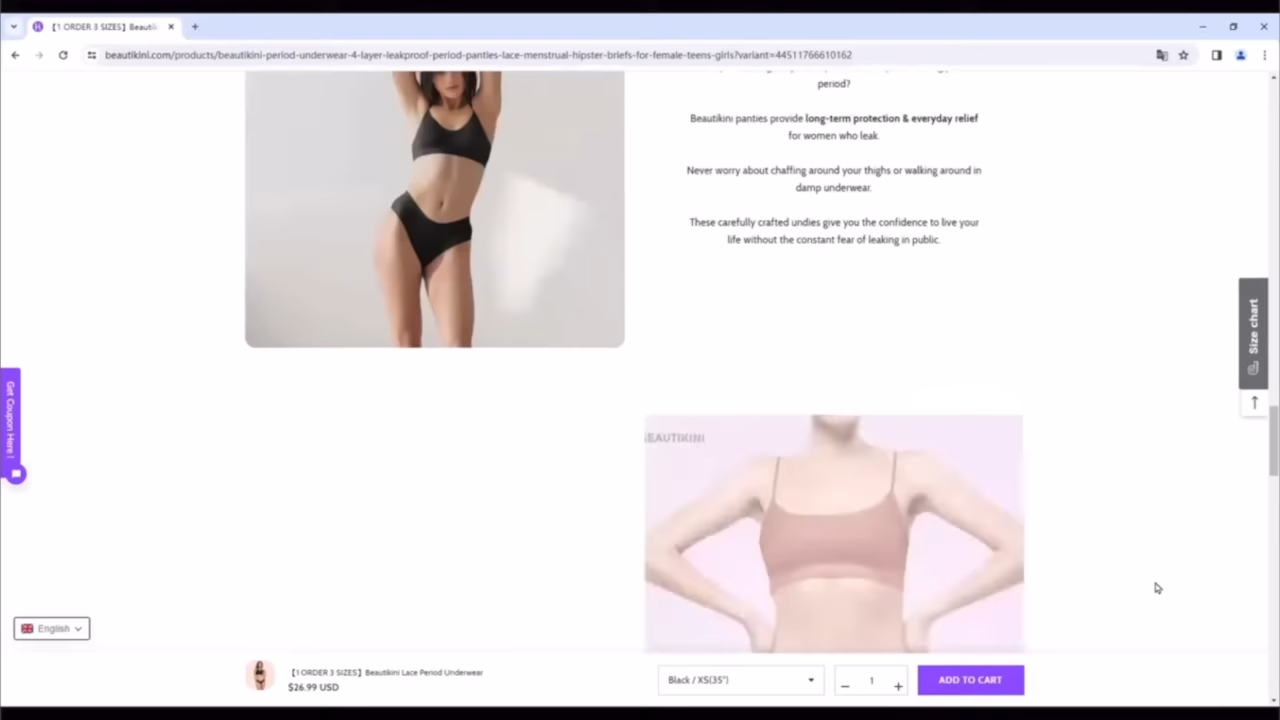 【1 ORDER 3 SIZES】Beautik
beautikini.com/products/beautikini-period-underwear-4-layer-leakproof-period-panties-lace-menstrual-hipster-briefs-for-female-teens-girls?variant=44511766610162
period?
Beautikini panties provide long-term protection & everyday relief
for women who leak.
Never worry about chaffing around your thighs or walking around in
damp underwear.
These carefully crafted undies give you the confidence to live your
life without the constant fear of leaking in public.
Size chart
Get Coupon Here !
BEAUTIKINI
English
【1 ORDER 3 SIZES】Beautikini Lace Period Underwear
$26.99 USD
Black / XS(35")
1
ADD TO CART